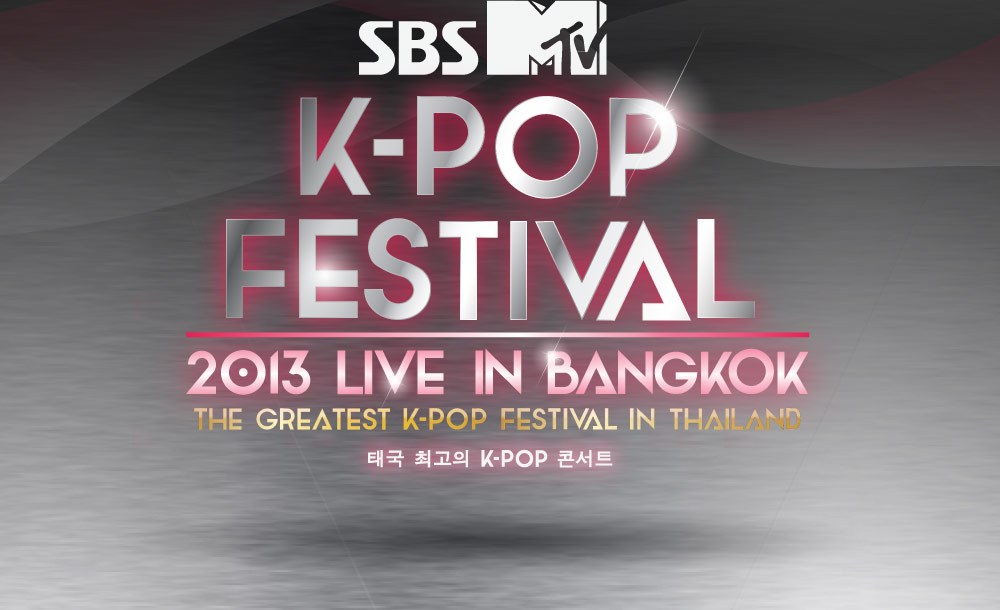 SBS MTV
K-POP
FESTIVAL
2013 LIVE IN BANGKOK
THE GREATEST K-POP FESTIVAL IN THAILAND
태국 최고의 K-POP 콘서트